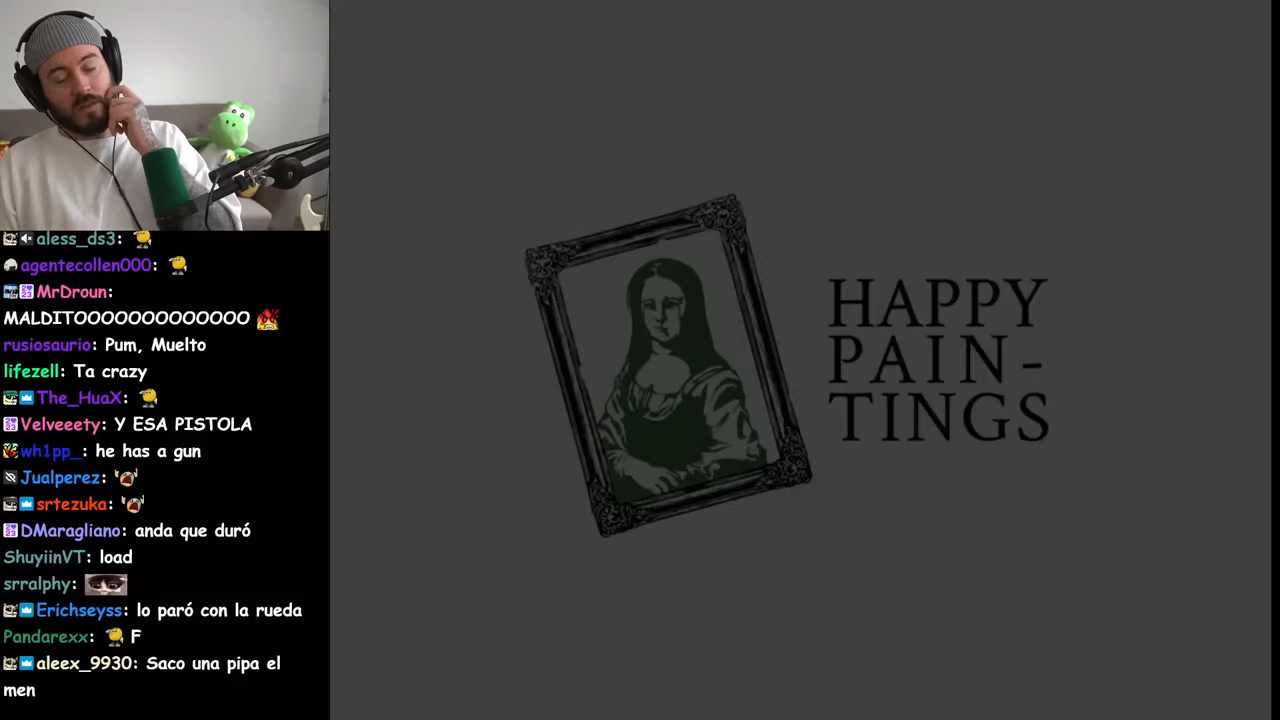 aless_ds3:
agentecollen000:
MrDroun:
MALDITOOOOOOOOOOOOO
rusiosaurio: Pum, Muelto
lifezell: Ta crazy
The_HuaX:
Velveeety: Y ESA PISTOLA
wh1pp_: he has a gun
Jualperez:
srtezuka:
DMaragliano: anda que duró
ShuyiinVT: load
srralphy:
Erichseyss: lo paró con la rueda
Pandarexx: F
aleex_9930: Saco una pipa el
men
HAPPY
PAIN-
TINGS